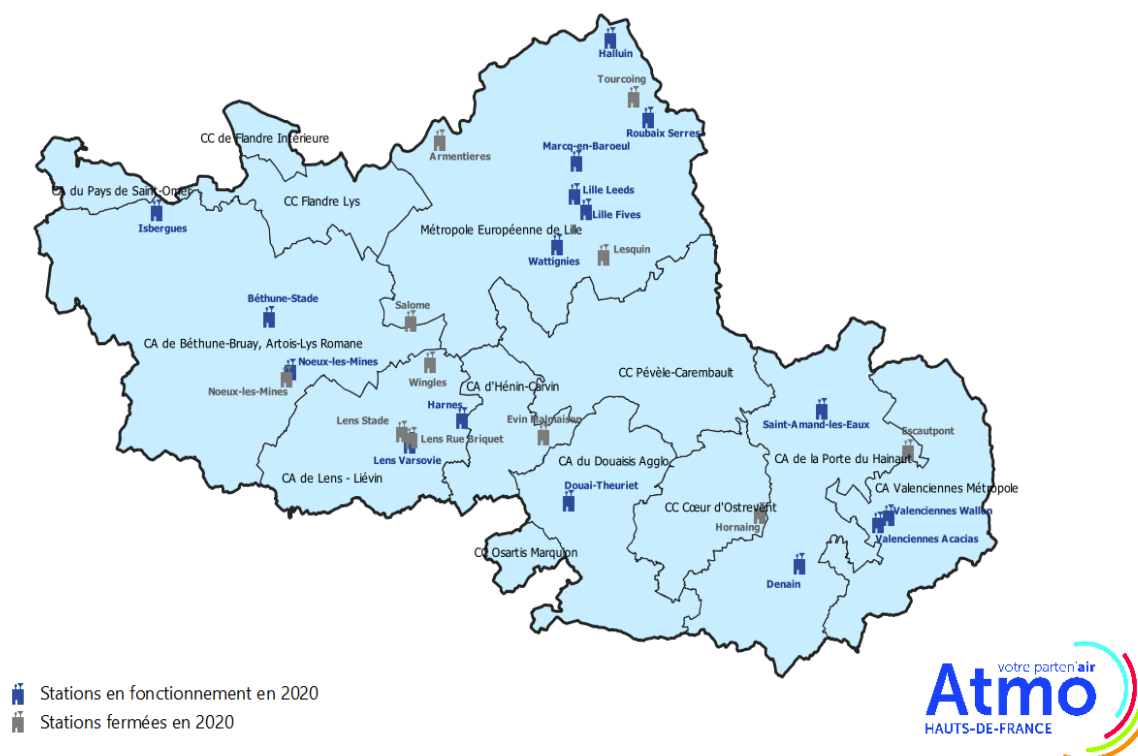 Halluin
Tourcoing
Roubaix Serres
CC de Flandre Intérieure
Armentieres
Marcq-en-Baroeul
CA du Pays de Saint-Omer
Lille Leeds
CC Flandre Lys
Lille Fives
Isbergues
Métropole Européenne de Lille
Lesquin
Wattignies
Béthune-Stade
Salome
CA de Béthune-Bruay, Artois-Lys Romane
Noeux-les-Mines
Noeux-les-Mines
Wingles
CA d'Hénin-Carvin
CC Pévèle-Carembault
Harnes
Lens Stade
Evin Malmaison
Lens Rue Briquet
Saint-Amand-les-Eaux
Escautpont
Lens Varsovie
CA du Douaisis Agglo
CA de la Porte du Hainaut
CA de Lens - Liévin
Douai-Theuriet
CA Valenciennes Métropole
CC Cœur d'Ostrevent
Valenciennes Wallon
Hornaing
Valenciennes Acacias
CC Osartis Marquion
Denain
Stations en fonctionnement en 2020
Stations fermées en 2020
votre parten'air
Atmo
HAUTS-DE-FRANCE